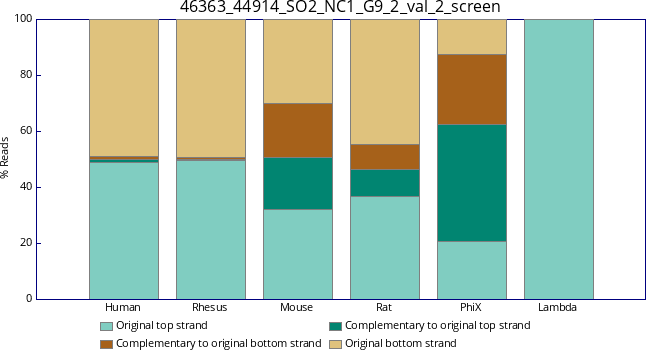 46363_44914_SO2_NC1_G9_2_val_2_screen
100
80
60
40
20
0
% Reads
Human Rhesus Mouse Rat PhiX Lambda
Original top strand Complementary to original top strand
Complementary to original bottom strand Original bottom strand